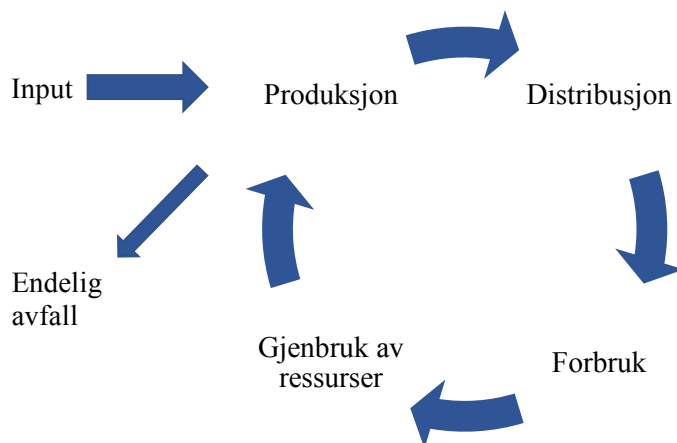 Input
Produksjon
Distribusjon
Endelig
avfall
Gjenbruk av
ressurser
Forbruk